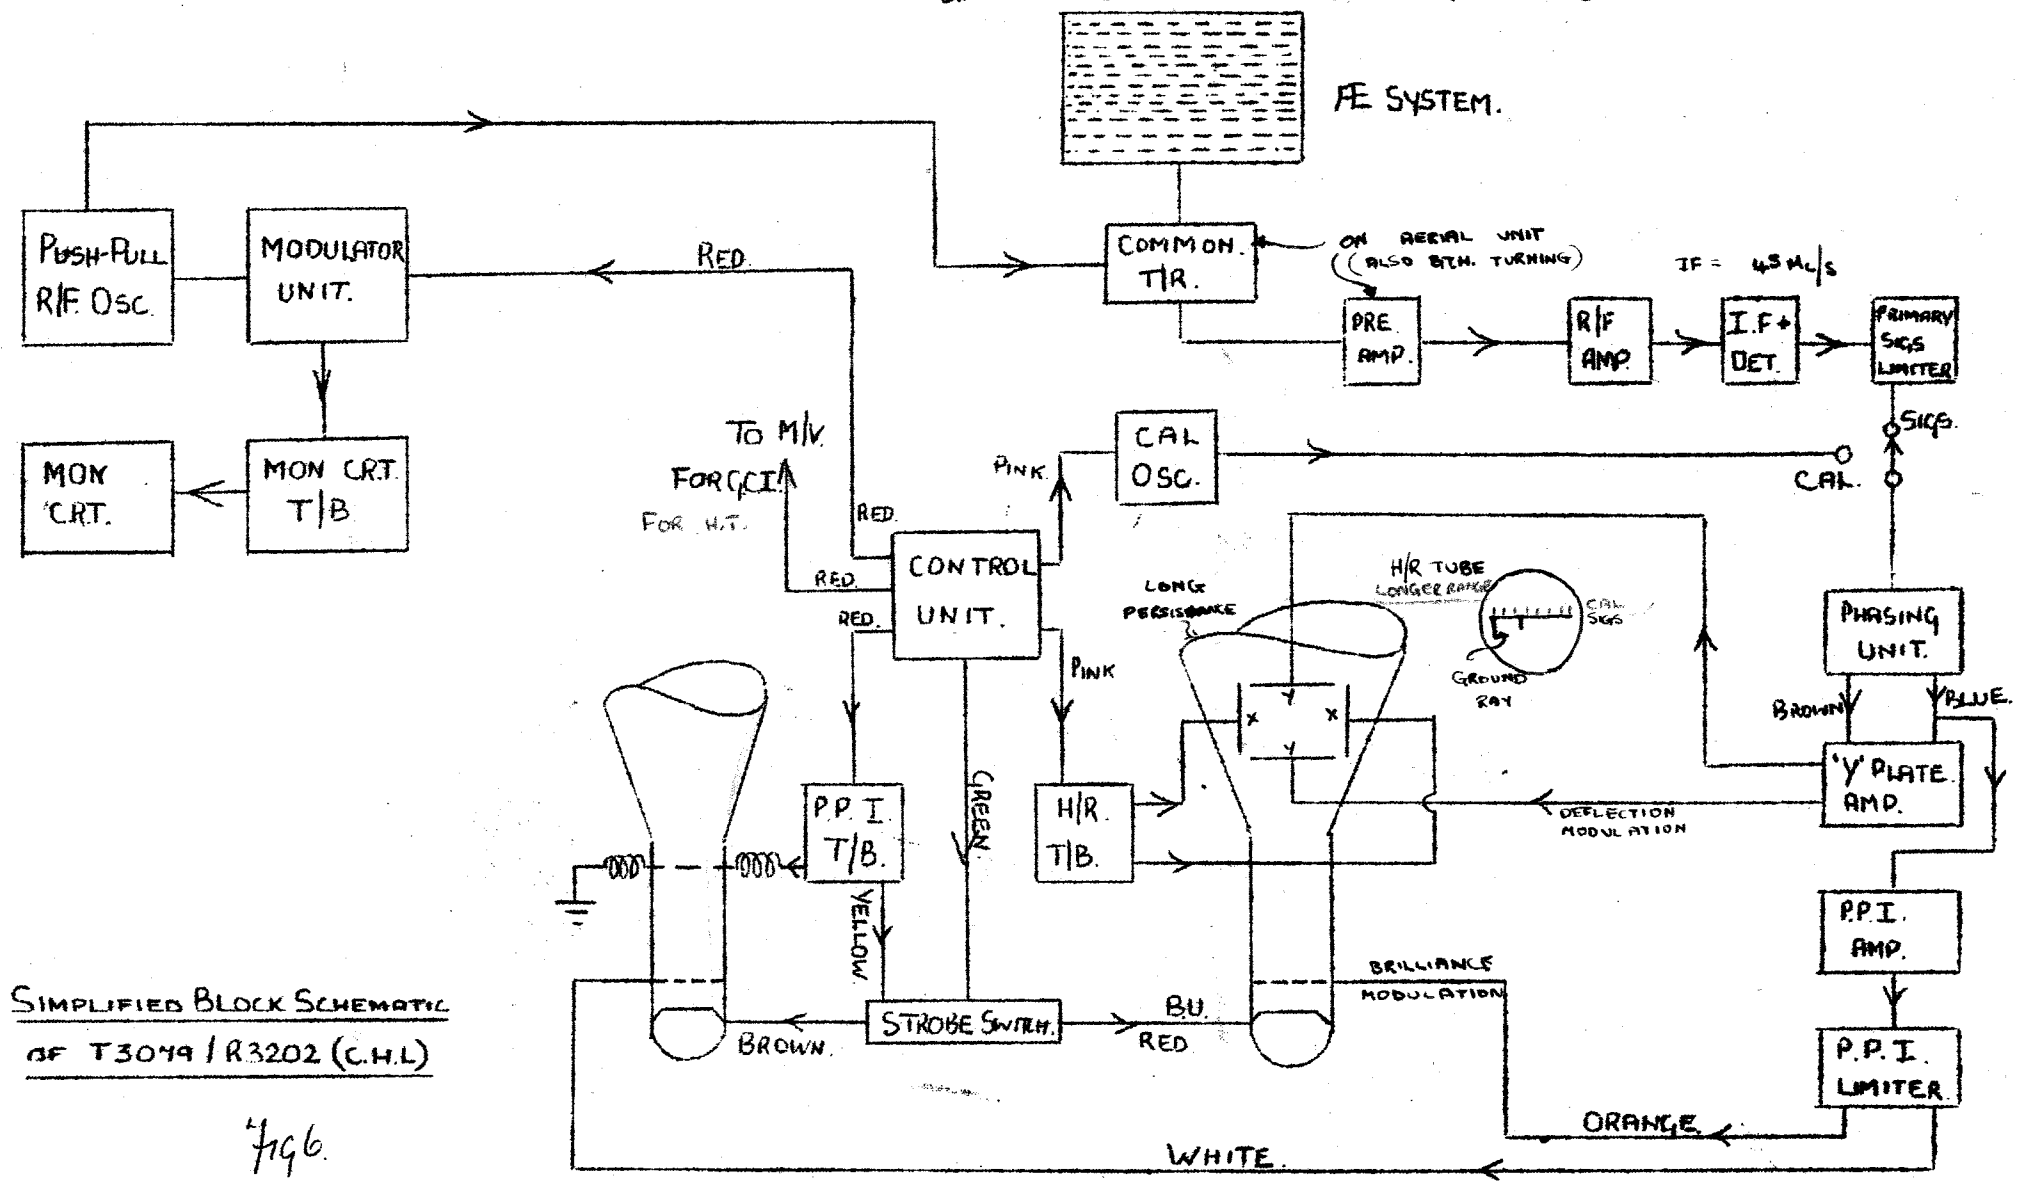 Æ SYSTEM.
PUSH-PULL
R/F. OSC.
MODULATOR
UNIT.
RED.
COMMON.
T/R.
ON AERIAL UNIT
(ALSO BTH. TURNING)
IF = 45 Mc/s
PRE.
AMP.
R/F
AMP.
I.F +
DET.
PRIMARY
SIGS
LIMITER
SIGS.
CAL.
MON
C.R.T.
MON C.R.T.
T/B
TO M/V.
FOR G.C.I.
FOR H.T.
RED.
RED.
RED.
PINK.
CAL
OSC.
CONTROL
UNIT.
PINK
LONG
PERSISTANCE
H/R TUBE
LONGER RANGE
CAL
SIGS
GROUND
RAY
PHASING
UNIT.
BROWN
BLUE.
Y
X X
Y
'Y' PLATE
AMP.
DEFLECTION
MODULATION
P.P.I.
T/B.
GREEN.
H/R.
T/B.
YELLOW.
P.P.I.
AMP.
BRILLIANCE
MODULATION
STROBE SWITCH.
BROWN.
B.U.
RED
P.P.I.
LIMITER
ORANGE.
WHITE.
SIMPLIFIED BLOCK SCHEMATIC
OF T3079 / R3202 (C.H.L)
Fig 6.